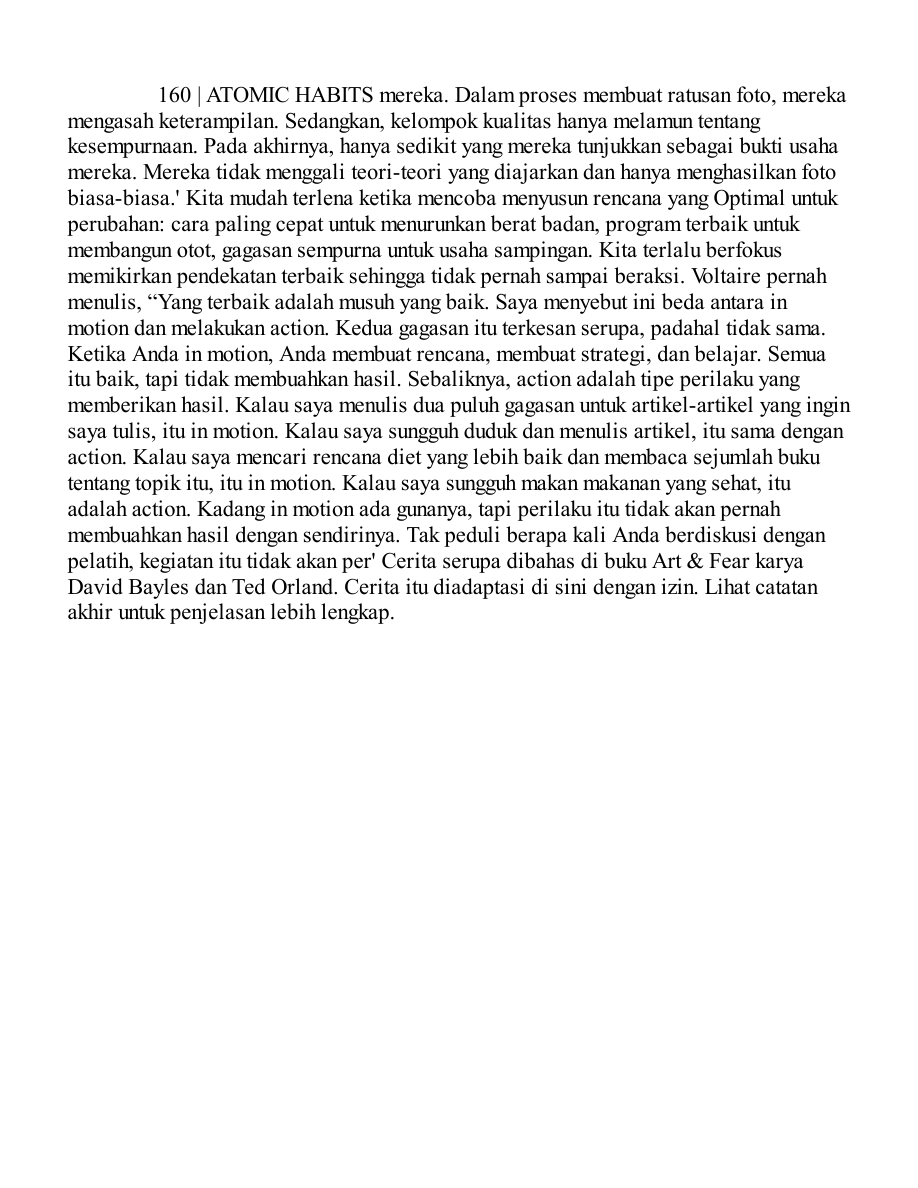 160 | ATOMIC HABITS mereka. Dalam proses membuat ratusan foto, mereka
mengasah keterampilan. Sedangkan, kelompok kualitas hanya melamun tentang
kesempurnaan. Pada akhirnya, hanya sedikit yang mereka tunjukkan sebagai bukti usaha
mereka. Mereka tidak menggali teori-teori yang diajarkan dan hanya menghasilkan foto
biasa-biasa.' Kita mudah terlena ketika mencoba menyusun rencana yang Optimal untuk
perubahan: cara paling cepat untuk menurunkan berat badan, program terbaik untuk
membangun otot, gagasan sempurna untuk usaha sampingan. Kita terlalu berfokus
memikirkan pendekatan terbaik sehingga tidak pernah sampai beraksi. Voltaire pernah
menulis, “Yang terbaik adalah musuh yang baik. Saya menyebut ini beda antara in
motion dan melakukan action. Kedua gagasan itu terkesan serupa, padahal tidak sama.
Ketika Anda in motion, Anda membuat rencana, membuat strategi, dan belajar. Semua
itu baik, tapi tidak membuahkan hasil. Sebaliknya, action adalah tipe perilaku yang
memberikan hasil. Kalau saya menulis dua puluh gagasan untuk artikel-artikel yang ingin
saya tulis, itu in motion. Kalau saya sungguh duduk dan menulis artikel, itu sama dengan
action. Kalau saya mencari rencana diet yang lebih baik dan membaca sejumlah buku
tentang topik itu, itu in motion. Kalau saya sungguh makan makanan yang sehat, itu
adalah action. Kadang in motion ada gunanya, tapi perilaku itu tidak akan pernah
membuahkan hasil dengan sendirinya. Tak peduli berapa kali Anda berdiskusi dengan
pelatih, kegiatan itu tidak akan per' Cerita serupa dibahas di buku Art & Fear karya
David Bayles dan Ted Orland. Cerita itu diadaptasi di sini dengan izin. Lihat catatan
akhir untuk penjelasan lebih lengkap.